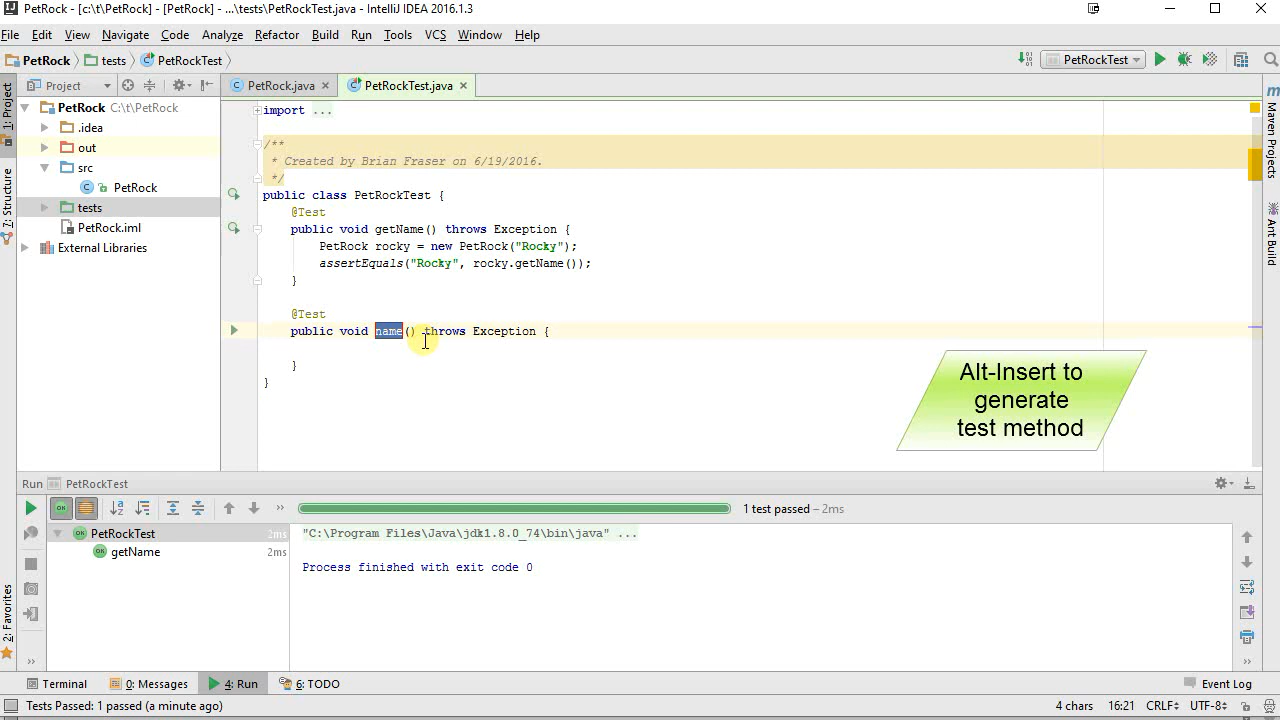 PetRock - [c:\t\PetRock] - [PetRock] - ...\tests\PetRockTest.java - IntelliJ IDEA 2016.1.3
File Edit View Navigate Code Analyze Refactor Build Run Tools VCS Window Help
PetRock tests PetRockTest PetRockTest
Project PetRock.java PetRockTest.java
1: Project
7: Structure
2: Favorites
PetRock C:\t\PetRock
.idea
out
src
PetRock
tests
PetRock.iml
External Libraries
import ...
/**
* Created by Brian Fraser on 6/19/2016.
*/
public class PetRockTest {
@Test
public void getName() throws Exception {
PetRock rocky = new PetRock("Rocky");
assertEquals("Rocky", rocky.getName());
}
@Test
public void name() throws Exception {
}
}
Alt-Insert to
generate
test method
Maven Projects
Ant Build
Run PetRockTest
1 test passed – 2ms
PetRockTest 2ms
getName 2ms
"C:\Program Files\Java\jdk1.8.0_74\bin\java" ...
Process finished with exit code 0
Terminal 0: Messages 4: Run 6: TODO Event Log
Tests Passed: 1 passed (a minute ago) 4 chars 16:21 CRLF UTF-8